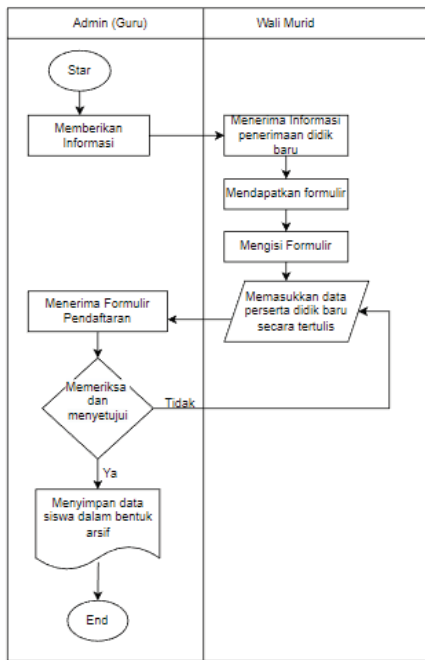 Admin (Guru)
Wali Murid
Star
Memberikan
Informasi
Menerima Informasi
penerimaan didik
baru
Mendapatkan formulir
Mengisi Formulir
Memasukkan data
perserta didik baru
secara tertulis
Menerima Formulir
Pendaftaran
Memeriksa
dan
menyetujui
Tidak
Ya
Menyimpan data
siswa dalam bentuk
arsif
End